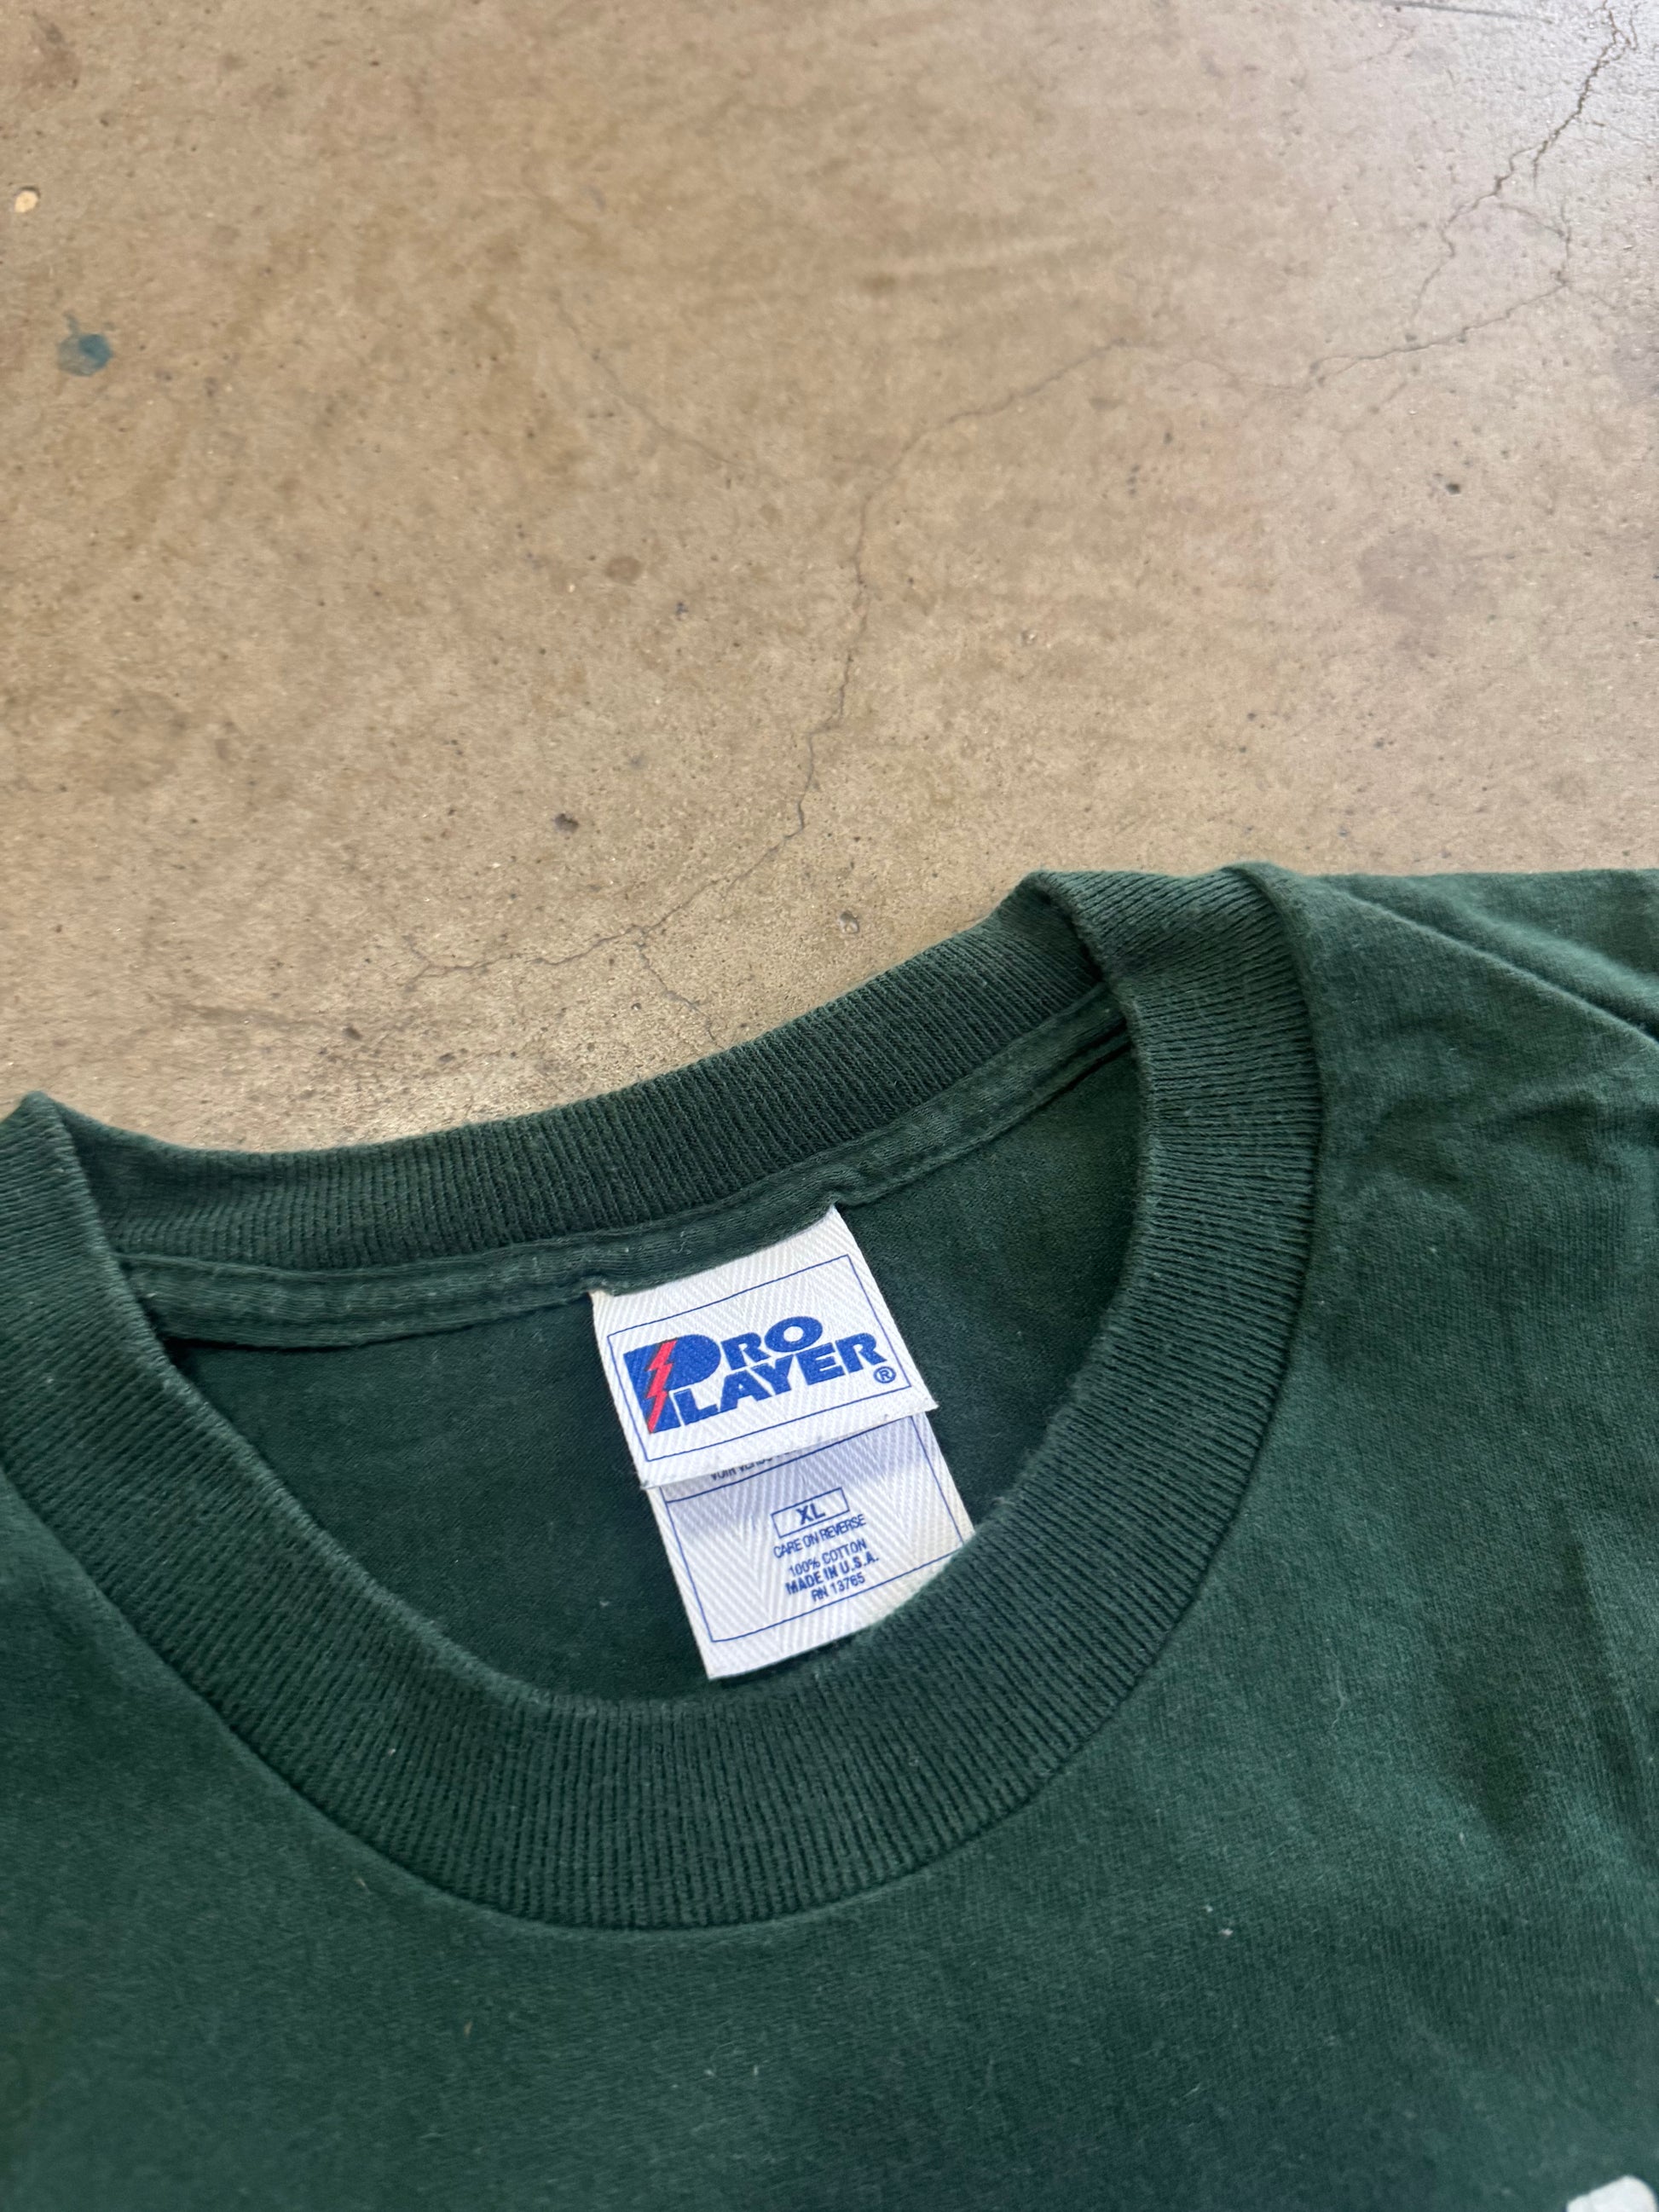 PRO
PLAYER®
XL
CARE ON REVERSE
100% COTTON
MADE IN U.S.A.
RN 13765